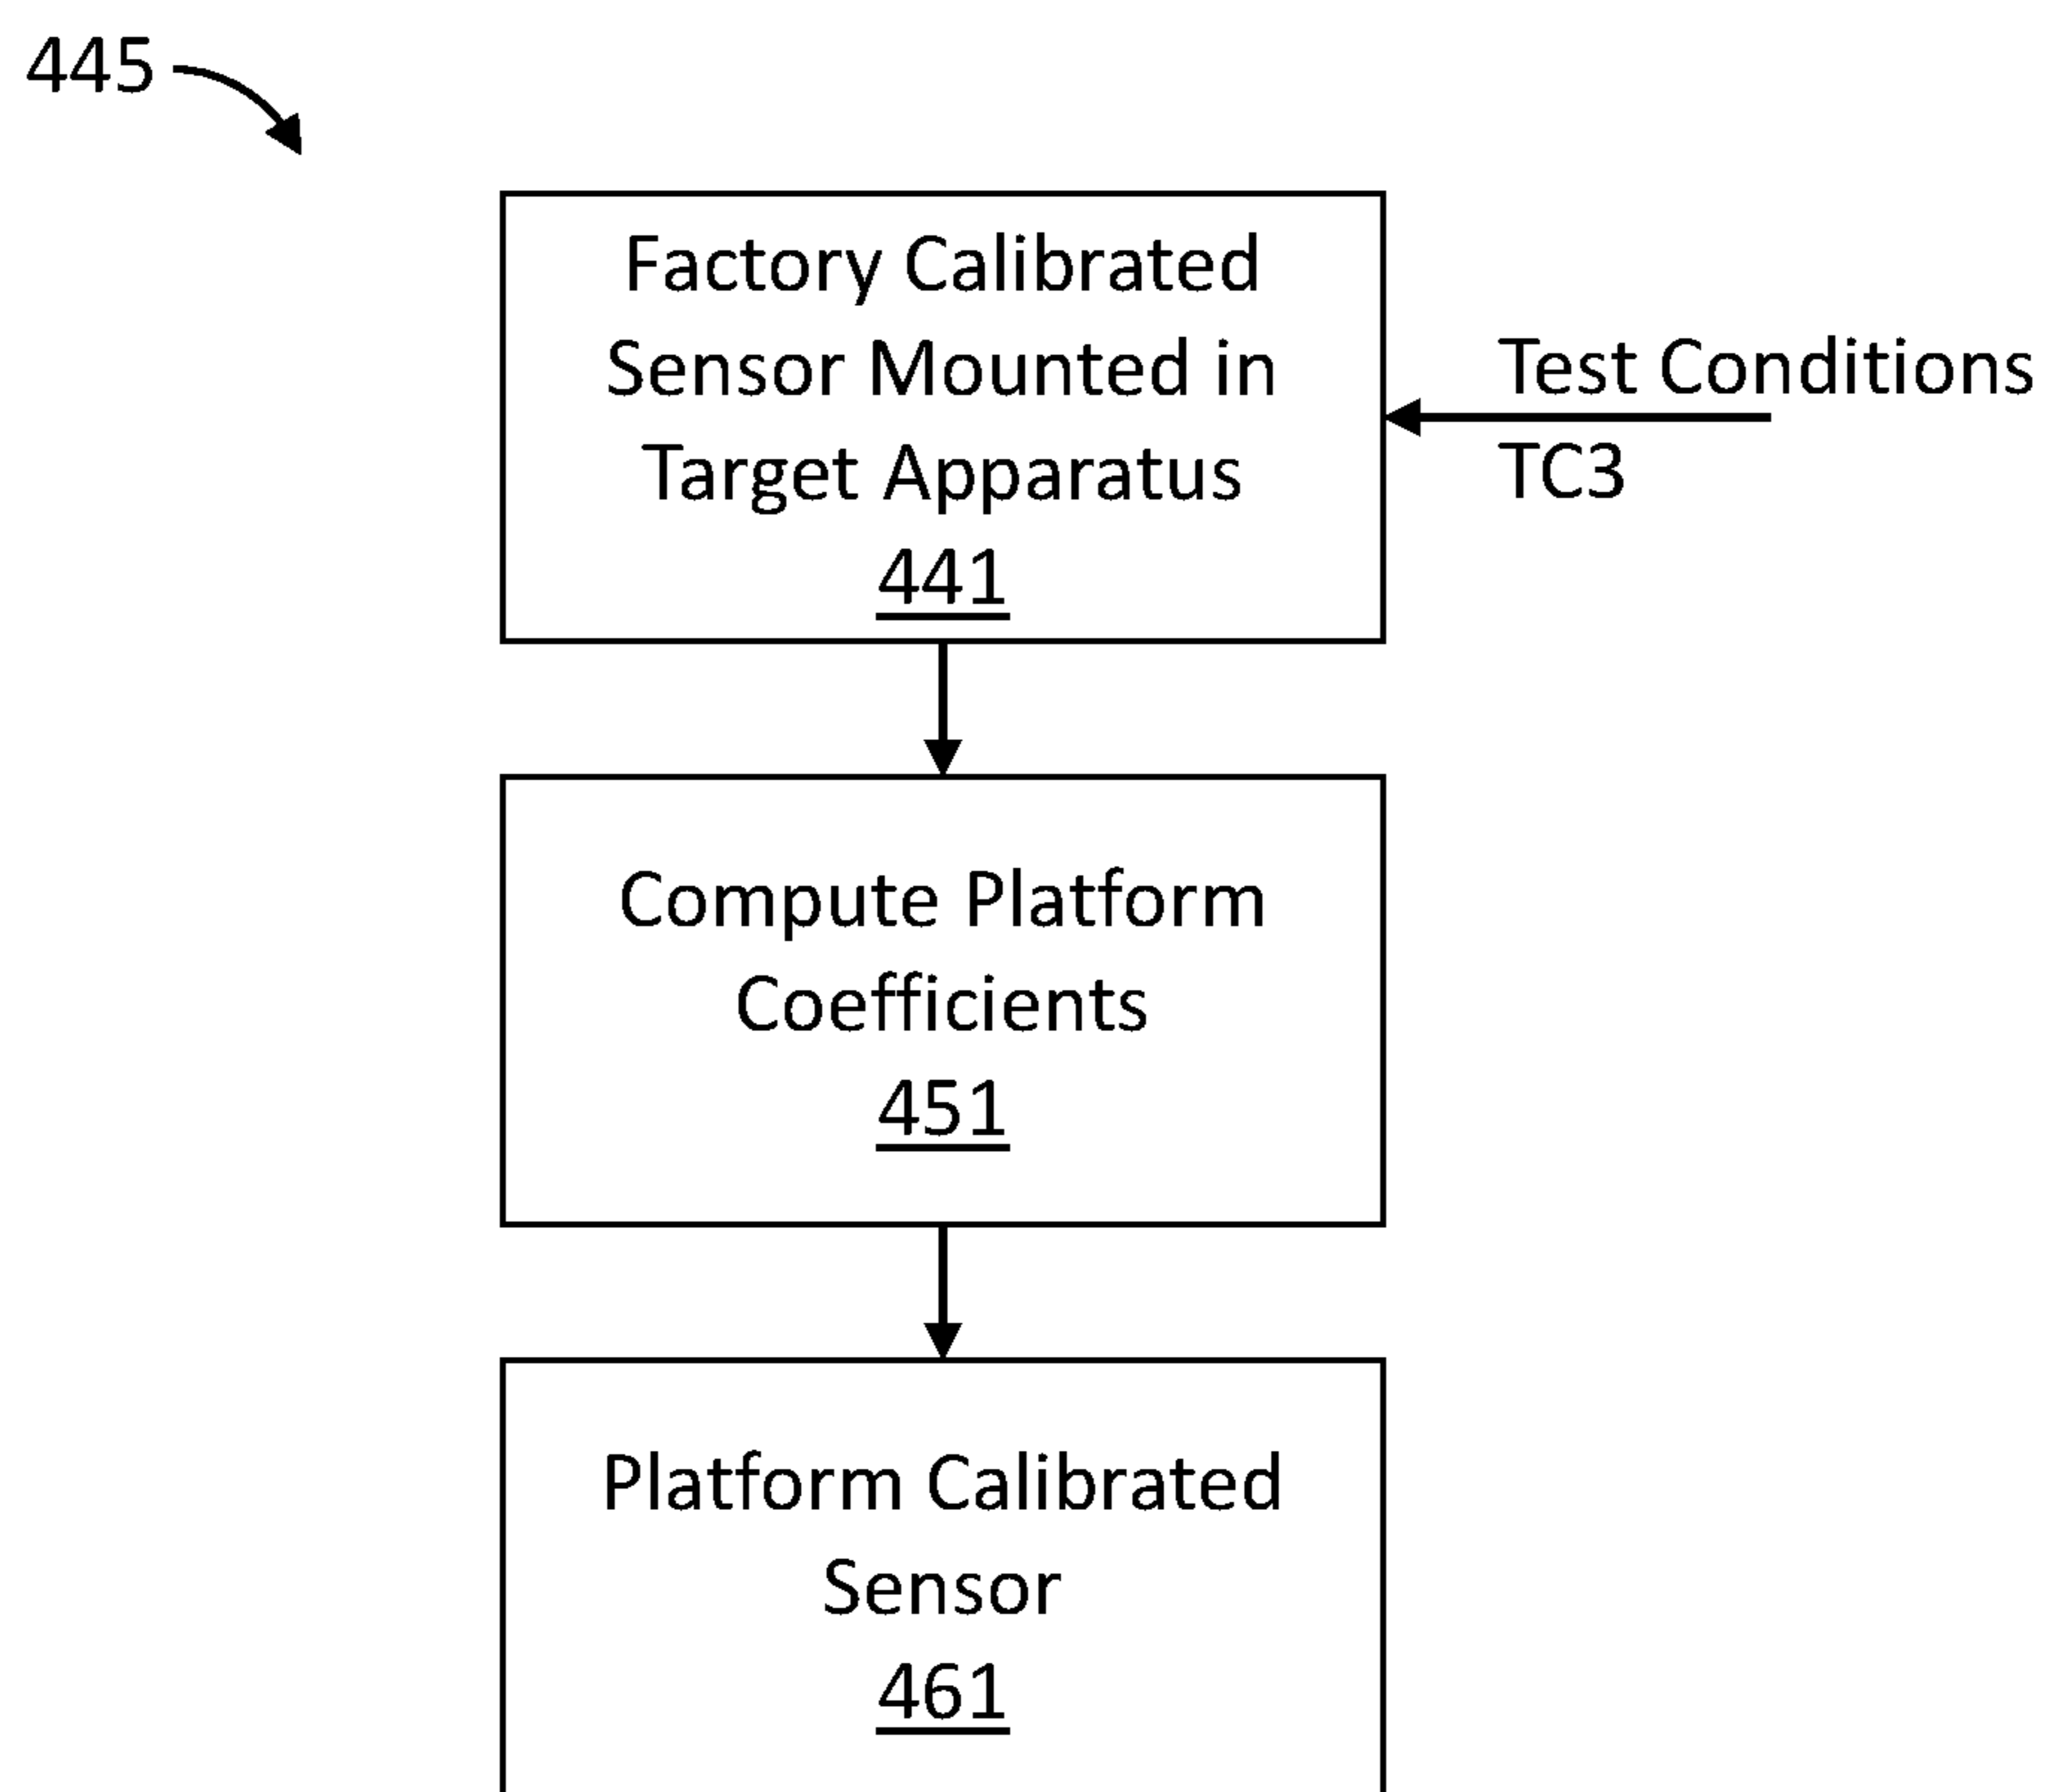 445
Factory Calibrated
Sensor Mounted in
Target Apparatus
441
Test Conditions
TC3
Compute Platform
Coefficients
451
Platform Calibrated
Sensor
461